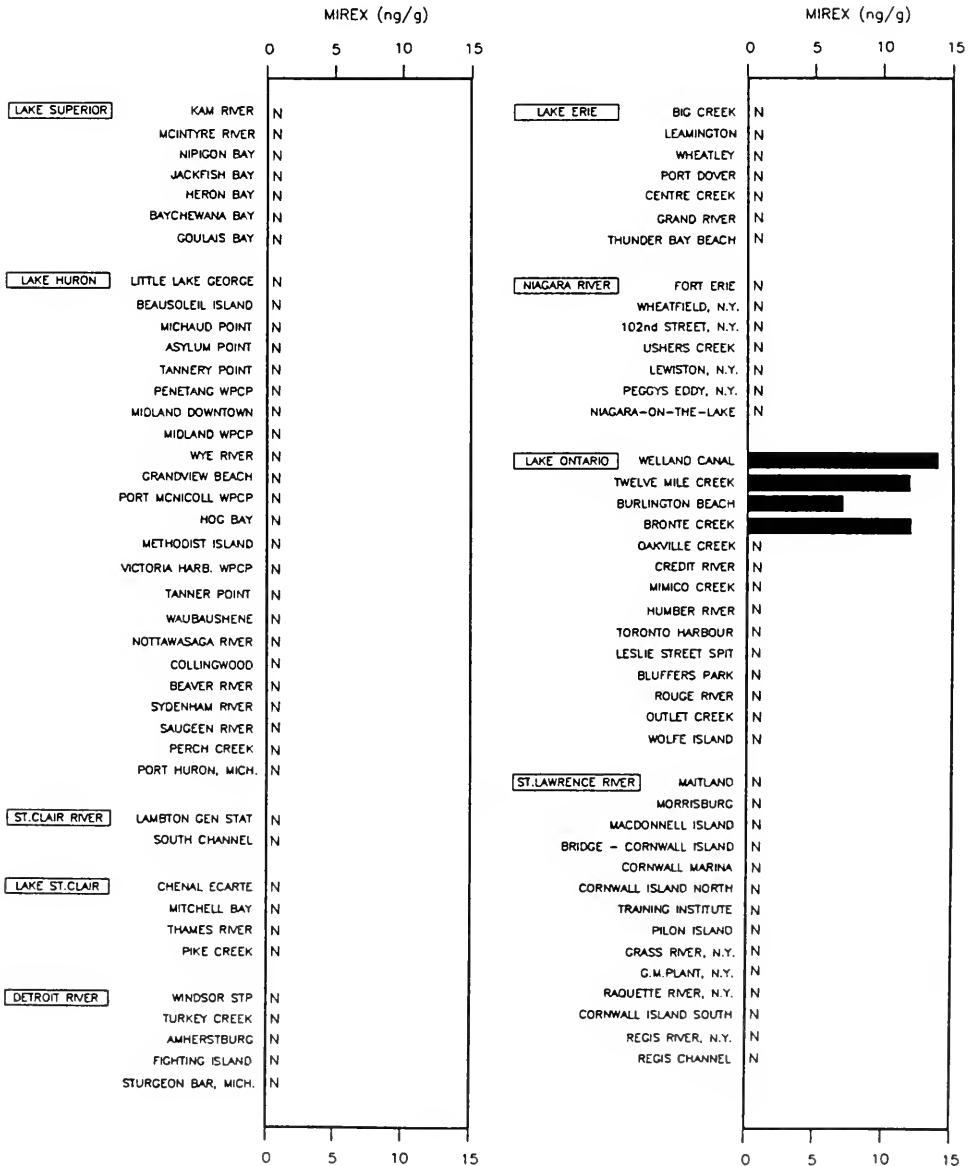 MIREX (ng/g)
0 5 10 15
LAKE SUPERIOR KAM RIVER N
MCINTYRE RIVER N
NIPIGON BAY N
JACKFISH BAY N
HERON BAY N
BAYCHEWANA BAY N
GOULAIS BAY N
LAKE HURON LITTLE LAKE GEORGE N
BEAUSOLEIL ISLAND N
MICHAUD POINT N
ASYLUM POINT N
TANNERY POINT N
PENETANG WPCP N
MIDLAND DOWNTOWN N
MIDLAND WPCP N
WYE RIVER N
GRANDVIEW BEACH N
PORT MCNICOLL WPCP N
HOG BAY N
METHODIST ISLAND N
VICTORIA HARB. WPCP N
TANNER POINT N
WAUBAUSHENE N
NOTTAWASAGA RIVER N
COLLINGWOOD N
BEAVER RIVER N
SYDENHAM RIVER N
SAUGEEN RIVER N
PERCH CREEK N
PORT HURON, MICH. N
ST.CLAIR RIVER LAMBTON GEN STAT N
SOUTH CHANNEL N
LAKE ST.CLAIR CHENAL ECARTE N
MITCHELL BAY N
THAMES RIVER N
PIKE CREEK N
DETROIT RIVER WINDSOR STP N
TURKEY CREEK N
AMHERSTBURG N
FIGHTING ISLAND N
STURGEON BAR, MICH. N
0 5 10 15
MIREX (ng/g)
0 5 10 15
LAKE ERIE BIG CREEK N
LEAMINGTON N
WHEATLEY N
PORT DOVER N
CENTRE CREEK N
GRAND RIVER N
THUNDER BAY BEACH N
NIAGARA RIVER FORT ERIE N
WHEATFIELD, N.Y. N
102nd STREET, N.Y. N
USHERS CREEK N
LEWISTON, N.Y. N
PEGGYS EDDY, N.Y. N
NIAGARA-ON-THE-LAKE N
LAKE ONTARIO WELLAND CANAL
TWELVE MILE CREEK
BURLINGTON BEACH
BRONTE CREEK
OAKVILLE CREEK N
CREDIT RIVER N
MIMICO CREEK N
HUMBER RIVER N
TORONTO HARBOUR N
LESLIE STREET SPIT N
BLUFFERS PARK N
ROUGE RIVER N
OUTLET CREEK N
WOLFE ISLAND N
ST.LAWRENCE RIVER MAITLAND N
MORRISBURG N
MACDONNELL ISLAND N
BRIDGE - CORNWALL ISLAND N
CORNWALL MARINA N
CORNWALL ISLAND NORTH N
TRAINING INSTITUTE N
PILON ISLAND N
GRASS RIVER, N.Y. N
G.M.PLANT, N.Y. N
RAQUETTE RIVER, N.Y. N
CORNWALL ISLAND SOUTH N
REGIS RIVER, N.Y. N
REGIS CHANNEL N
0 5 10 15